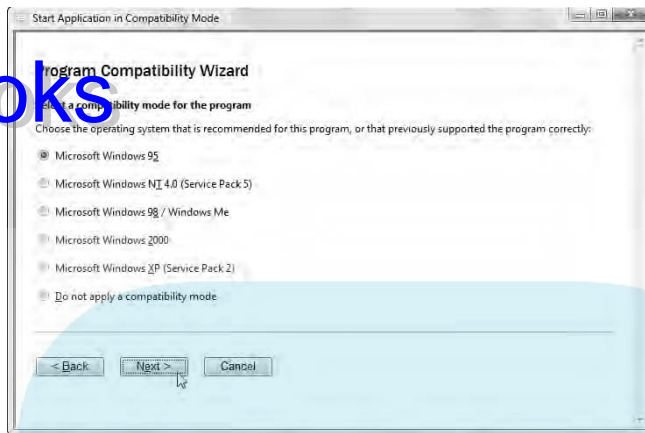 Start Application in Compatibility Mode
Program Compatibility Wizard
oks
Select a compatibility mode for the program
Choose the operating system that is recommended for this program, or that previously supported the program correctly:
Microsoft Windows 95
Microsoft Windows NT 4.0 (Service Pack 5)
Microsoft Windows 98 / Windows Me
Microsoft Windows 2000
Microsoft Windows XP (Service Pack 2)
Do not apply a compatibility mode
< Back Next > Cancel